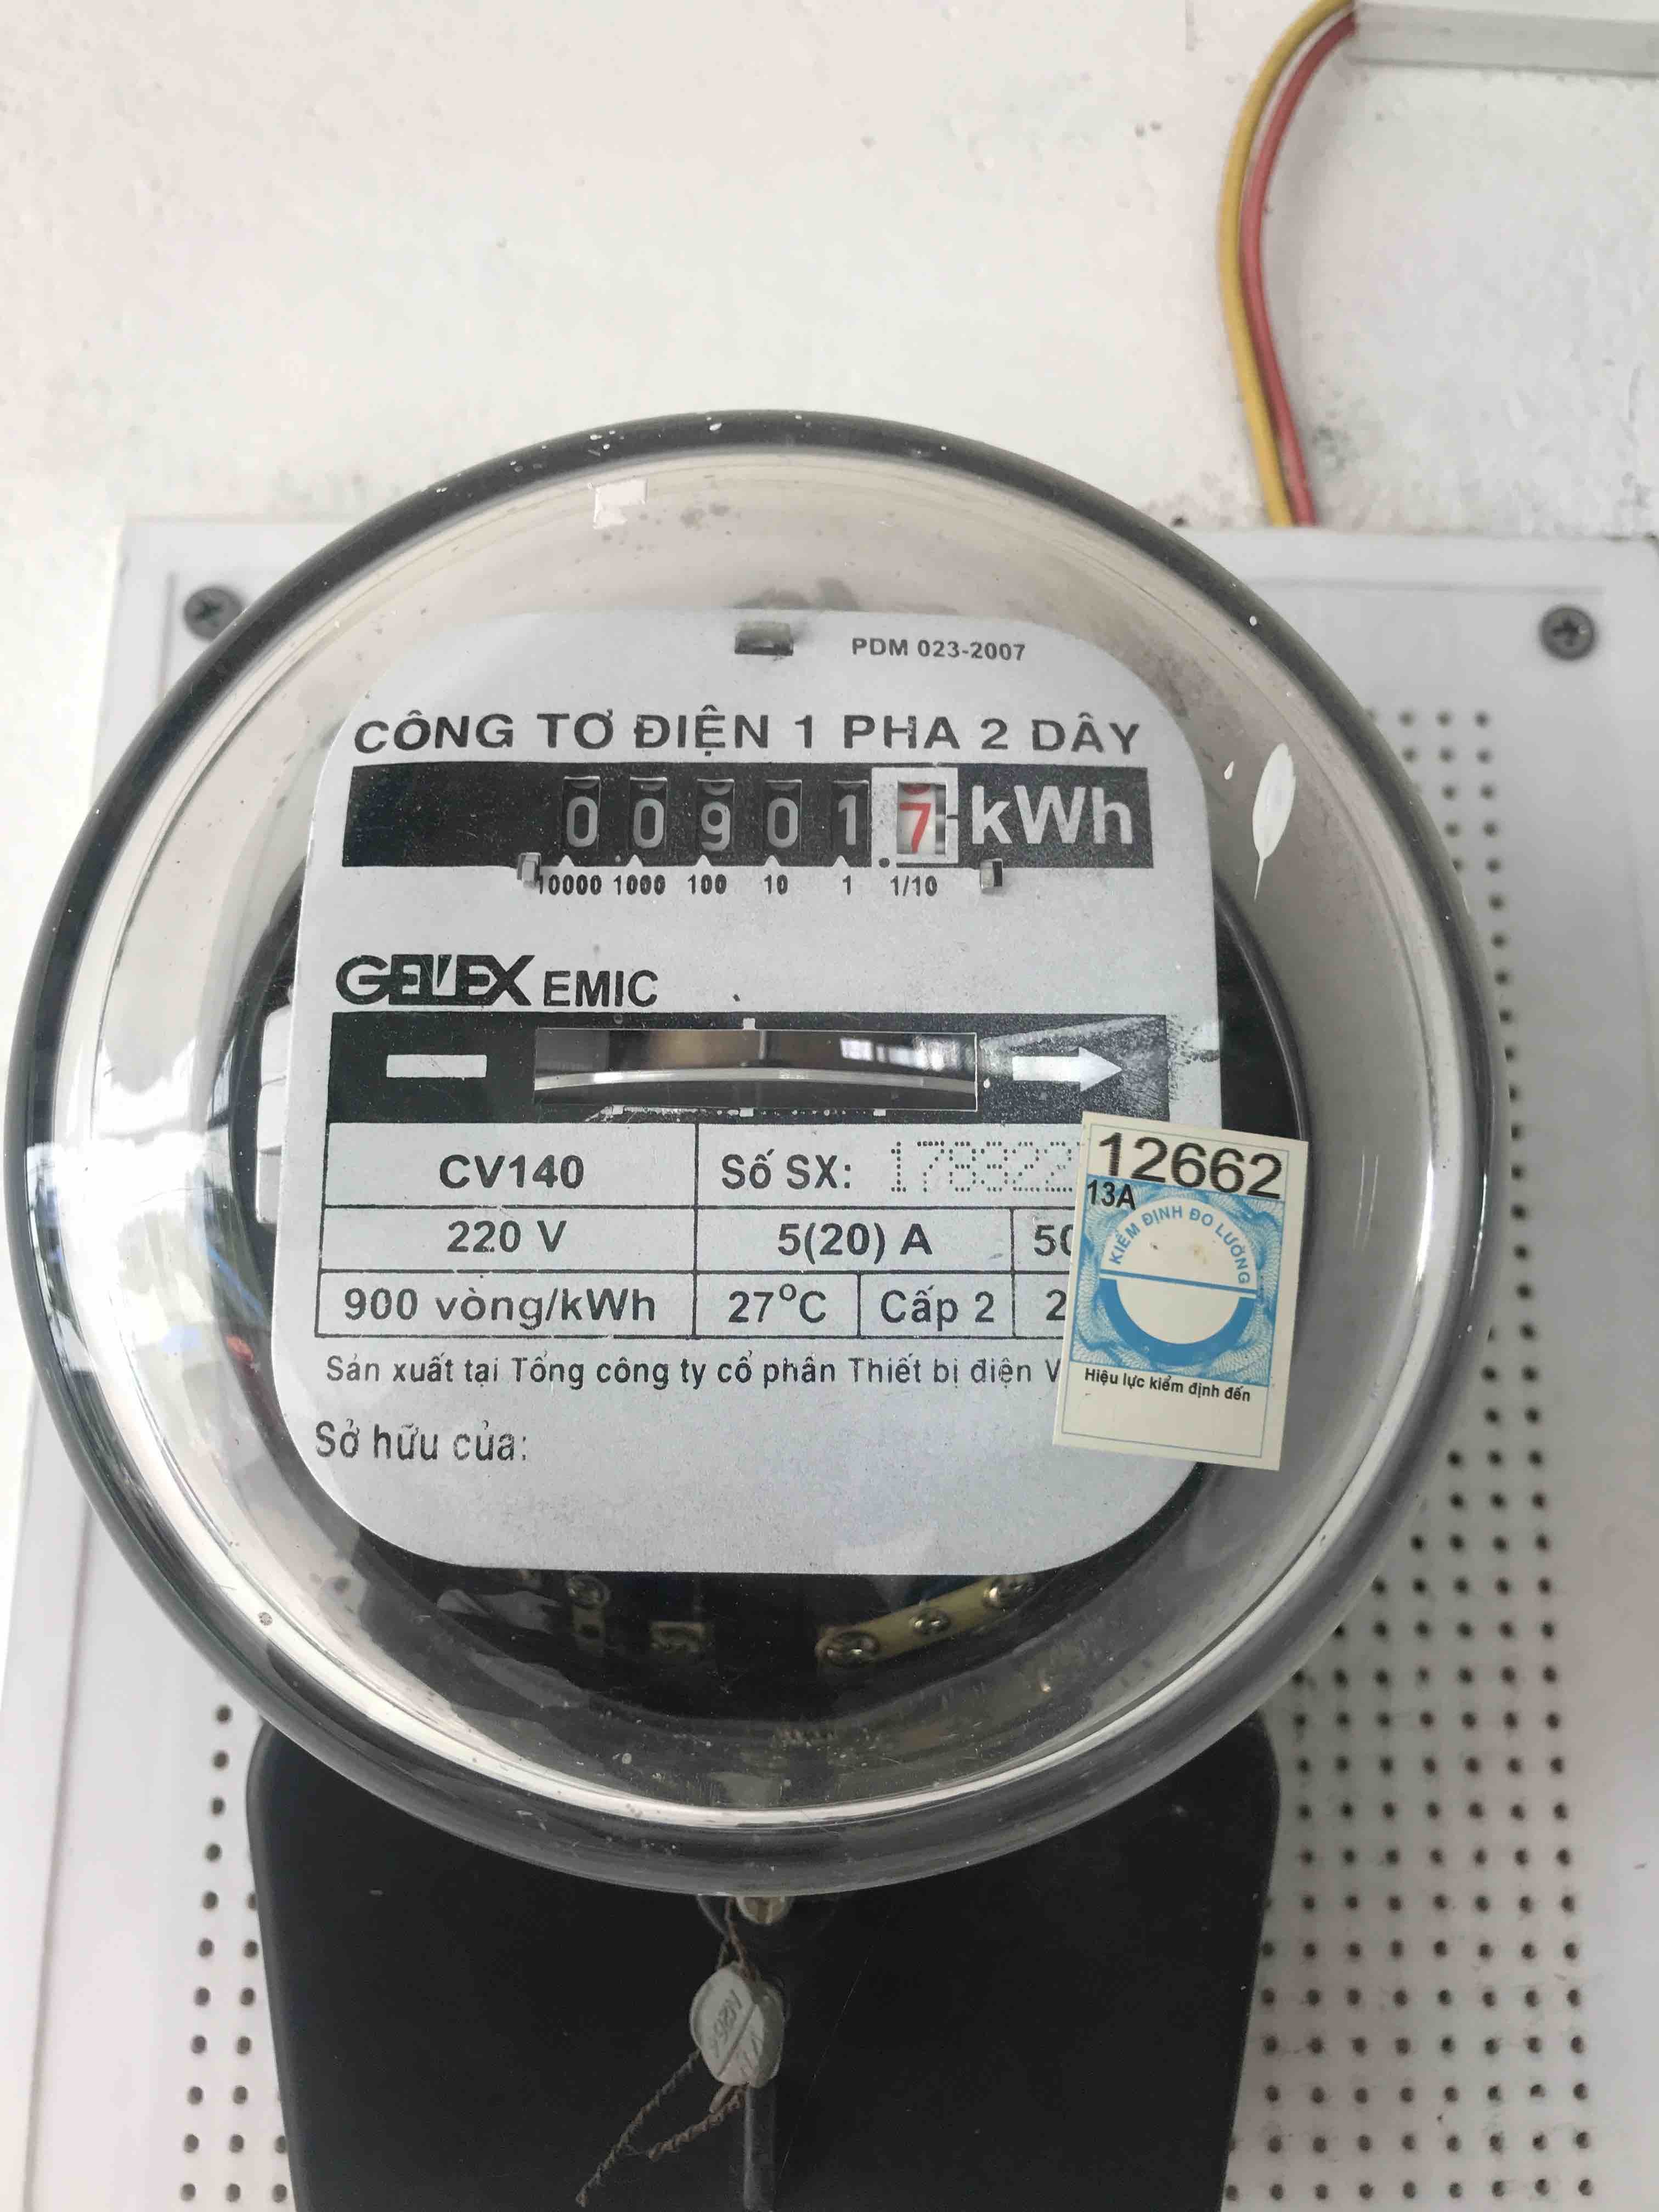 PDM 023-2007
CÔNG TƠ ĐIỆN 1 PHA 2 DÂY
0 0 9 0 1 7 kWh
10000 1000 100 10 1 1/10
GELEX EMIC
CV140 Số SX: 178922
220 V 5(20) A
900 vòng/kWh 27°C Cấp 2
Sản xuất tại Tổng công ty cổ phần Thiết bị điện
Sở hữu của:
12662
13A
KIỂM ĐỊNH ĐO LƯỜNG
Hiệu lực kiểm định đến